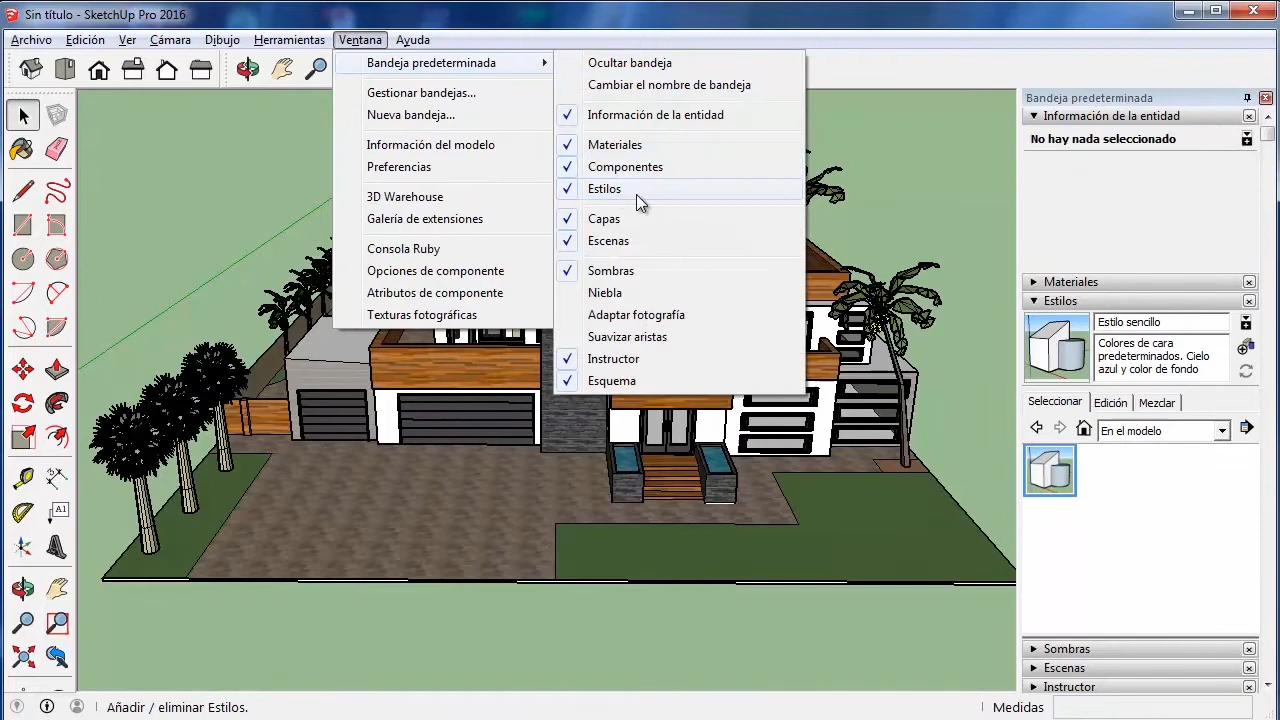 Sin título - SketchUp Pro 2016
Archivo Edición Ver Cámara Dibujo Herramientas Ventana Ayuda
Bandeja predeterminada
Gestionar bandejas...
Nueva bandeja...
Información del modelo
Preferencias
3D Warehouse
Galería de extensiones
Consola Ruby
Opciones de componente
Atributos de componente
Texturas fotográficas
Ocultar bandeja
Cambiar el nombre de bandeja
Información de la entidad
Materiales
Componentes
Estilos
Capas
Escenas
Sombras
Niebla
Adaptar fotografía
Suavizar aristas
Instructor
Esquema
Bandeja predeterminada
Información de la entidad
No hay nada seleccionado
Materiales
Estilos
Estilo sencillo
Colores de cara
predeterminados. Cielo
azul y color de fondo
Seleccionar Edición Mezclar
En el modelo
Sombras
Escenas
Instructor
A1
Añadir / eliminar Estilos.
Medidas